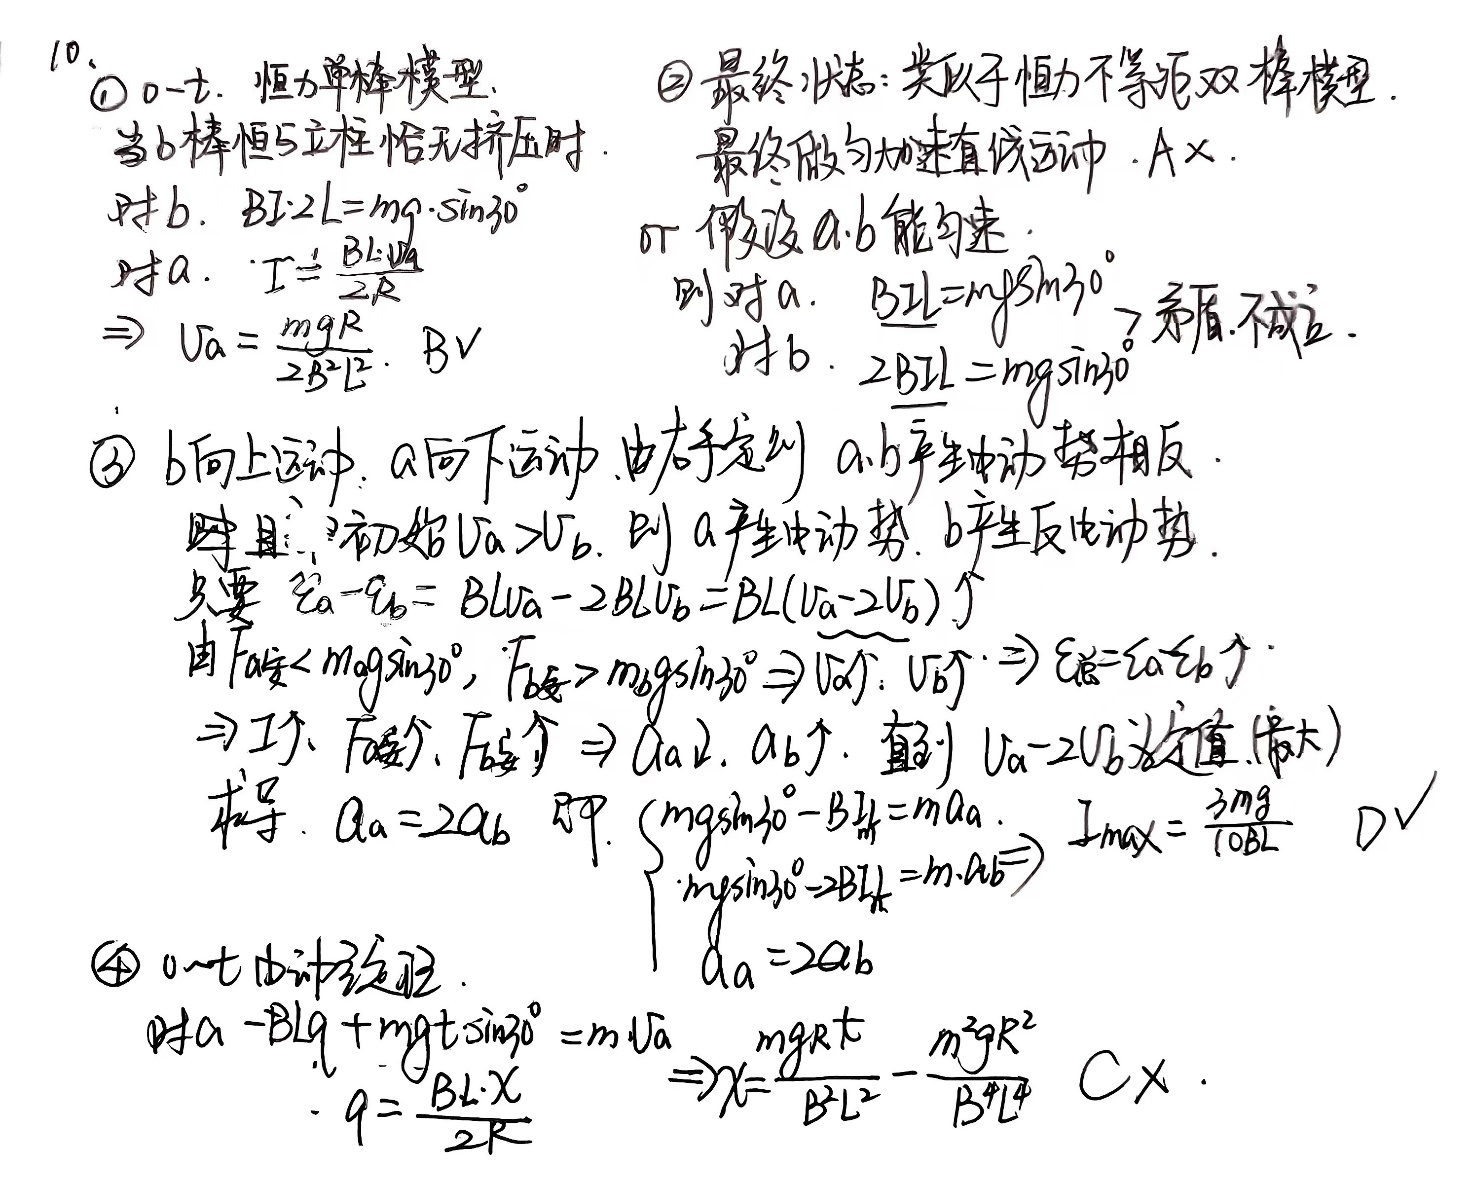 10.
① 0-t. 恒力单棒模型.
当b棒恒与立柱恰无挤压时.
对b. BI·2L=mg·sin30°
对a. I=BL·Va/2R
⇒ Va=mgR/2B²L². B√
② 最终状态:类似于恒力不等距双棒模型.
最终做匀加速直线运动.A×.
or 假设a.b能匀速.
则对a. BIL=mgsin30°
对b. 2BIL=mgsin30° > 矛盾.不成立.
③ b向上运动.a向下运动.由右手定则 a.b产生电动势相反.
且 初始Va>Vb. 则a产生电动势.b产生反电动势.
只要 εa-εb=BLVa-2BLVb=BL(Va-2Vb)↑
由Fa安<magsin30°, Fb安>mbgsin30°⇒Va↑. Vb↑.⇒ε总=εa-εb↑.
⇒I↑、Fa安↑、Fb安↑⇒aa↓.ab↑. 直到Va-2Vb为定值.(最大)
求导. aa=2ab 即 { mgsin30°-BIL=maa.
mgsin30°-2BIL=m·ab
aa=2ab
⇒ Imax=3mg/10BL D√
④ 0~t由动量定理.
对a -BLq+mgt·sin30°=m·Va
q=BL·X/2R
⇒x=mgRt/B²L²-m²gR²/B⁴L⁴ C×.